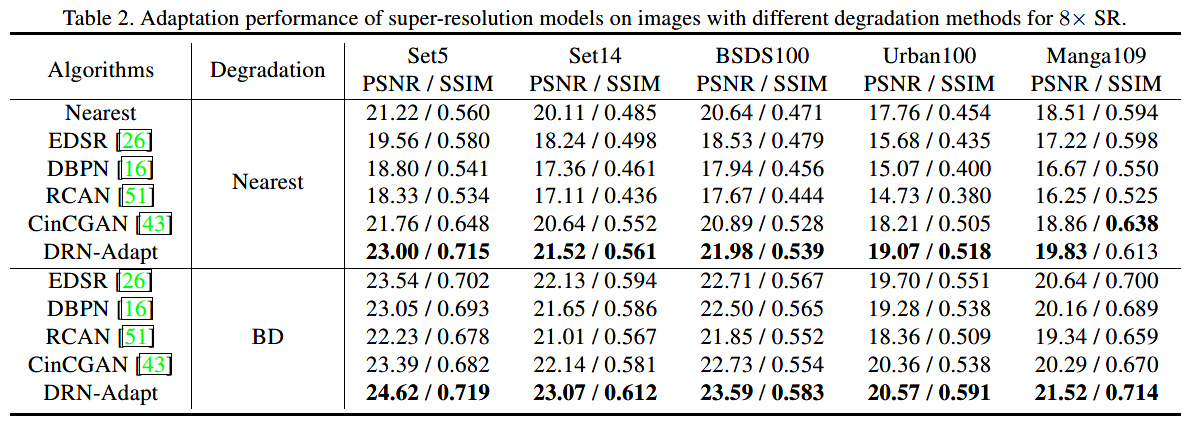 Table 2. Adaptation performance of super-resolution models on images with different degradation methods for 8× SR.
Algorithms Degradation Set5 Set14 BSDS100 Urban100 Manga109
PSNR / SSIM PSNR / SSIM PSNR / SSIM PSNR / SSIM PSNR / SSIM
Nearest 21.22 / 0.560 20.11 / 0.485 20.64 / 0.471 17.76 / 0.454 18.51 / 0.594
EDSR [26] 19.56 / 0.580 18.24 / 0.498 18.53 / 0.479 15.68 / 0.435 17.22 / 0.598
DBPN [16] 18.80 / 0.541 17.36 / 0.461 17.94 / 0.456 15.07 / 0.400 16.67 / 0.550
Nearest
RCAN [51] 18.33 / 0.534 17.11 / 0.436 17.67 / 0.444 14.73 / 0.380 16.25 / 0.525
CinCGAN [43] 21.76 / 0.648 20.64 / 0.552 20.89 / 0.528 18.21 / 0.505 18.86 / 0.638
DRN-Adapt 23.00 / 0.715 21.52 / 0.561 21.98 / 0.539 19.07 / 0.518 19.83 / 0.613
EDSR [26] 23.54 / 0.702 22.13 / 0.594 22.71 / 0.567 19.70 / 0.551 20.64 / 0.700
DBPN [16] 23.05 / 0.693 21.65 / 0.586 22.50 / 0.565 19.28 / 0.538 20.16 / 0.689
RCAN [51] BD 22.23 / 0.678 21.01 / 0.567 21.85 / 0.552 18.36 / 0.509 19.34 / 0.659
CinCGAN [43] 23.39 / 0.682 22.14 / 0.581 22.73 / 0.554 20.36 / 0.538 20.29 / 0.670
DRN-Adapt 24.62 / 0.719 23.07 / 0.612 23.59 / 0.583 20.57 / 0.591 21.52 / 0.714